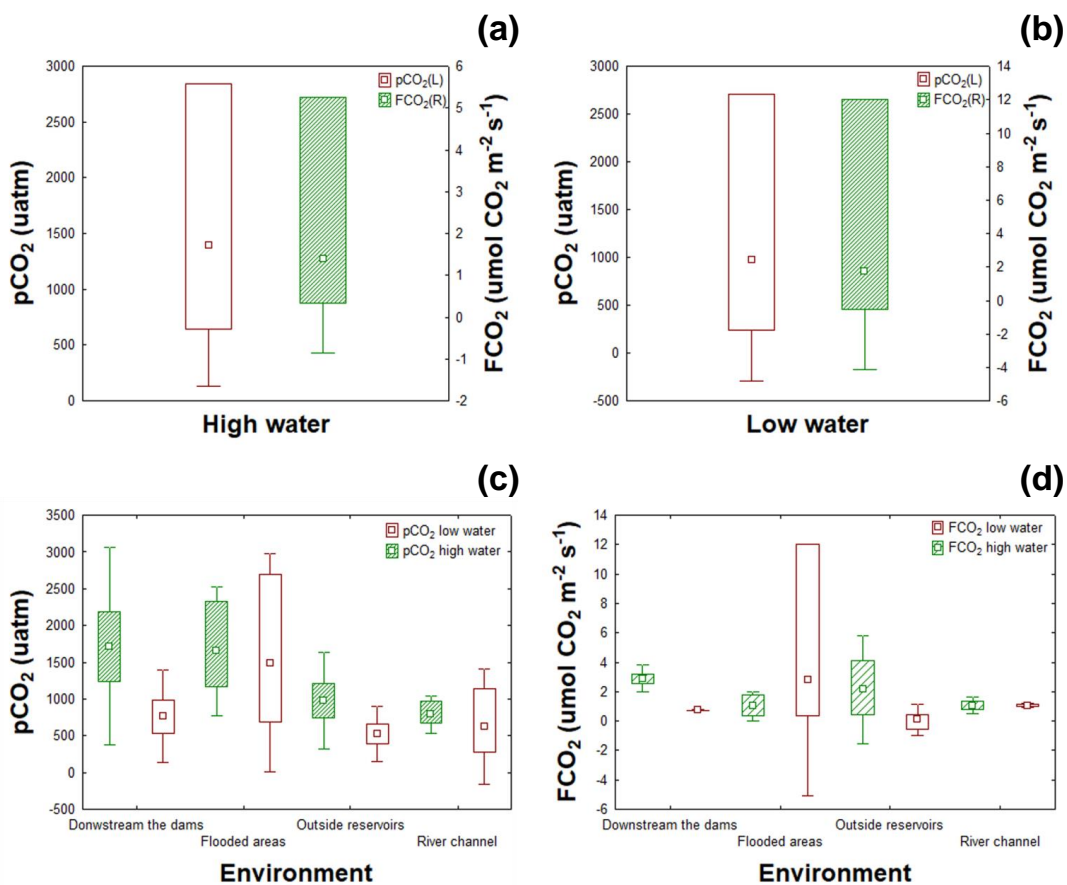 (a)
3000
2500
2000
1500
1000
500
0
pCO₂ (uatm)
pCO₂(L)
FCO₂(R)
6
5
4
3
2
1
0
-1
-2
FCO₂ (umol CO₂ m⁻² s⁻¹)
High water
(b)
3000
2500
2000
1500
1000
500
0
-500
pCO₂ (uatm)
pCO₂(L)
FCO₂(R)
14
12
10
8
6
4
2
0
-2
-4
-6
FCO₂ (umol CO₂ m⁻² s⁻¹)
Low water
(c)
3500
3000
2500
2000
1500
1000
500
0
-500
pCO₂ (uatm)
pCO₂ low water
pCO₂ high water
Donwstream the dams
Flooded areas
Outside reservoirs
River channel
Environment
(d)
14
12
10
8
6
4
2
0
-2
-4
-6
FCO₂ (umol CO₂ m⁻² s⁻¹)
FCO₂ low water
FCO₂ high water
Downstream the dams
Flooded areas
Outside reservoirs
River channel
Environment